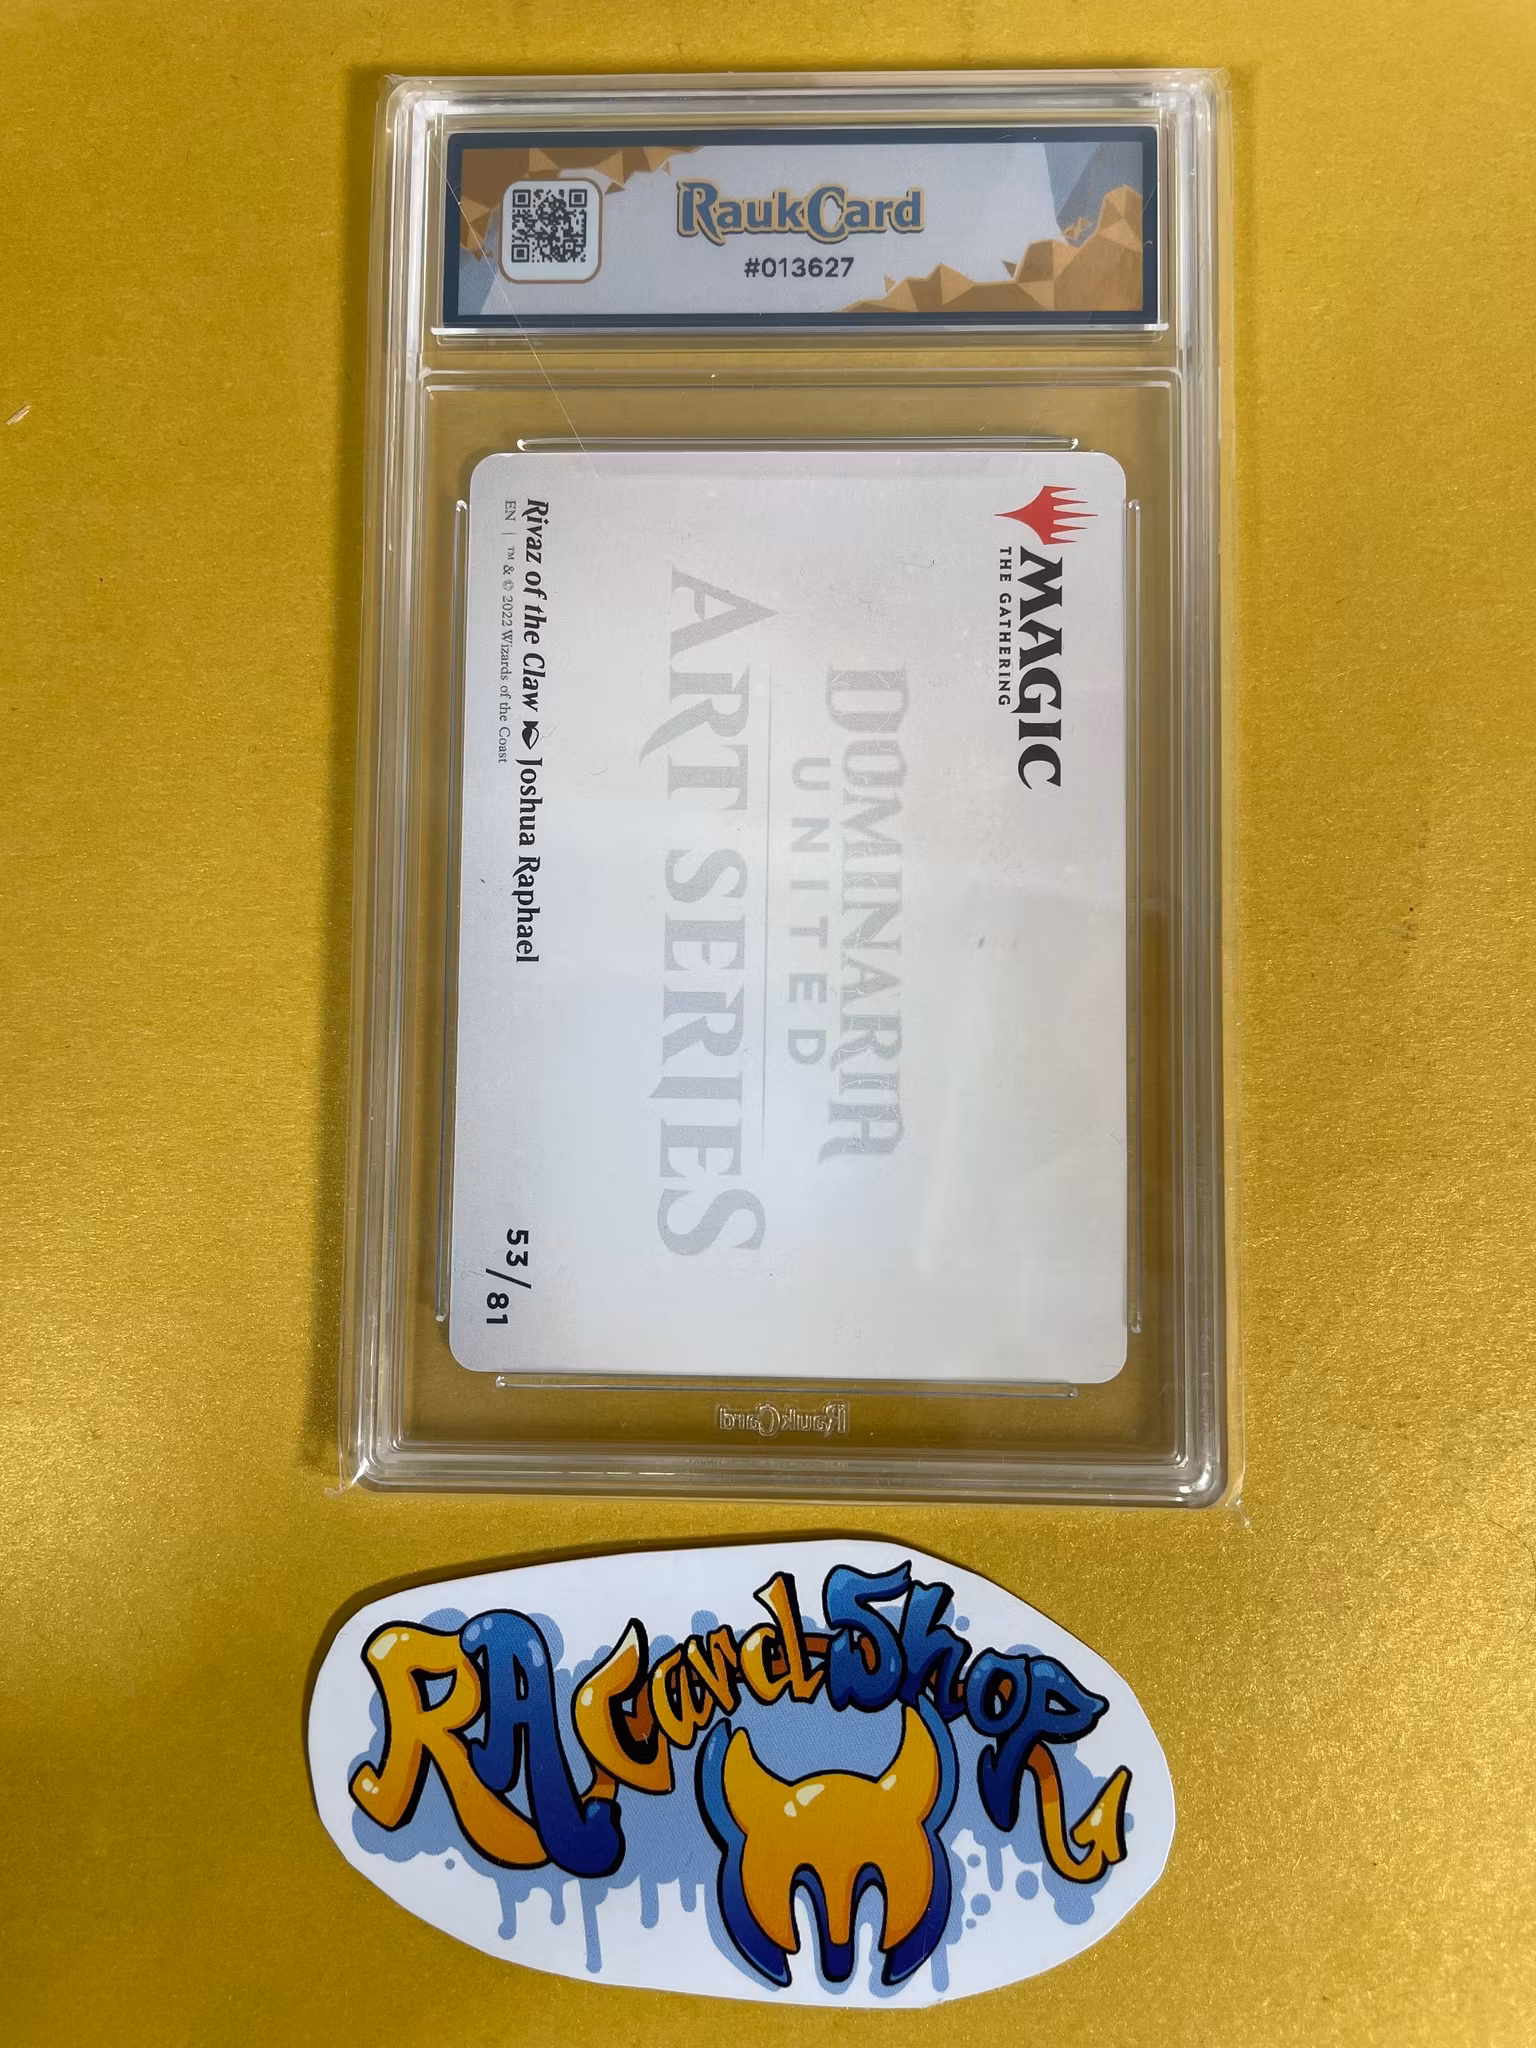 RaukCard
#013627
MAGIC
THE GATHERING
DOMINARIA
UNITED
ART SERIES
Rivaz of the Claw Joshua Raphael
EN | ™ & © 2022 Wizards of the Coast
53/81
RaukCard
RA CardShop